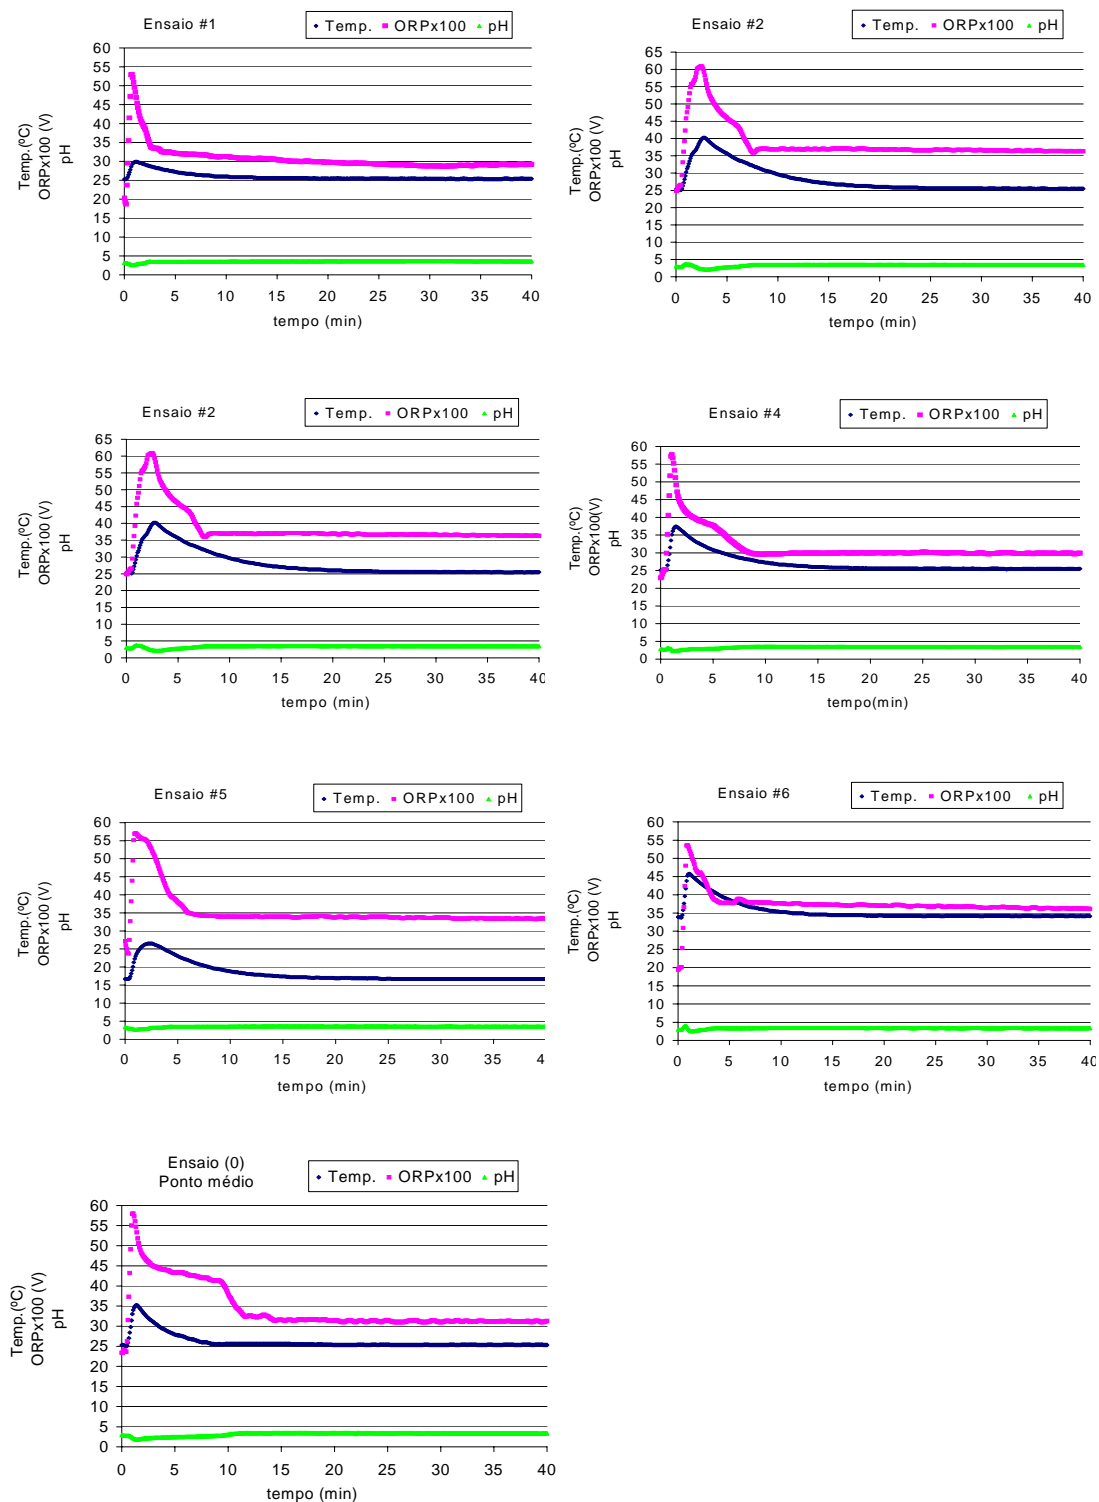 Ensaio #1
Temp. ORPx100 pH
60
55
50
45
40
35
30
25
20
15
10
5
0
Temp.(ºC)
ORPx100 (V)
pH
0 5 10 15 20 25 30 35 40
tempo (min)
Ensaio #2
Temp. ORPx100 pH
65
60
55
50
45
40
35
30
25
20
15
10
5
0
Temp.(ºC)
ORPx100 (V)
pH
0 5 10 15 20 25 30 35 40
tempo (min)
Ensaio #2
Temp. ORPx100 pH
65
60
55
50
45
40
35
30
25
20
15
10
5
0
Temp.(ºC)
ORPx100 (V)
pH
0 5 10 15 20 25 30 35 40
tempo (min)
Ensaio #4
Temp. ORPx100 pH
60
55
50
45
40
35
30
25
20
15
10
5
0
Temp.(ºC)
ORPx100(V)
pH
0 5 10 15 20 25 30 35 40
tempo(min)
Ensaio #5
Temp. ORPx100 pH
60
55
50
45
40
35
30
25
20
15
10
5
0
Temp.(ºC)
ORPx100 (V)
pH
0 5 10 15 20 25 30 35 40
tempo (min)
Ensaio #6
Temp. ORPx100 pH
60
55
50
45
40
35
30
25
20
15
10
5
0
Temp.(ºC)
ORPx100 (V)
pH
0 5 10 15 20 25 30 35 40
tempo (min)
Ensaio (0)
Ponto médio
Temp. ORPx100 pH
60
55
50
45
40
35
30
25
20
15
10
5
0
Temp.(ºC)
ORPx100 (V)
pH
0 5 10 15 20 25 30 35 40
tempo (min)